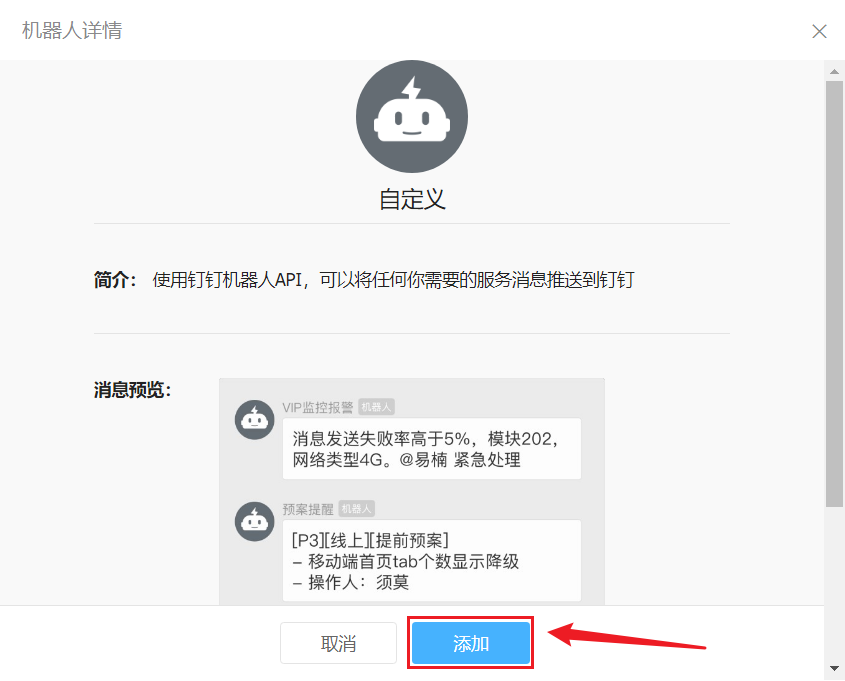 机器人详情
自定义
简介： 使用钉钉机器人API，可以将任何你需要的服务消息推送到钉钉
消息预览：
VIP监控报警 机器人
消息发送失败率高于5%，模块202，
网络类型4G。@易楠 紧急处理
预案提醒 机器人
[P3][线上][提前预案]
– 移动端首页tab个数显示降级
– 操作人：须莫
取消 添加